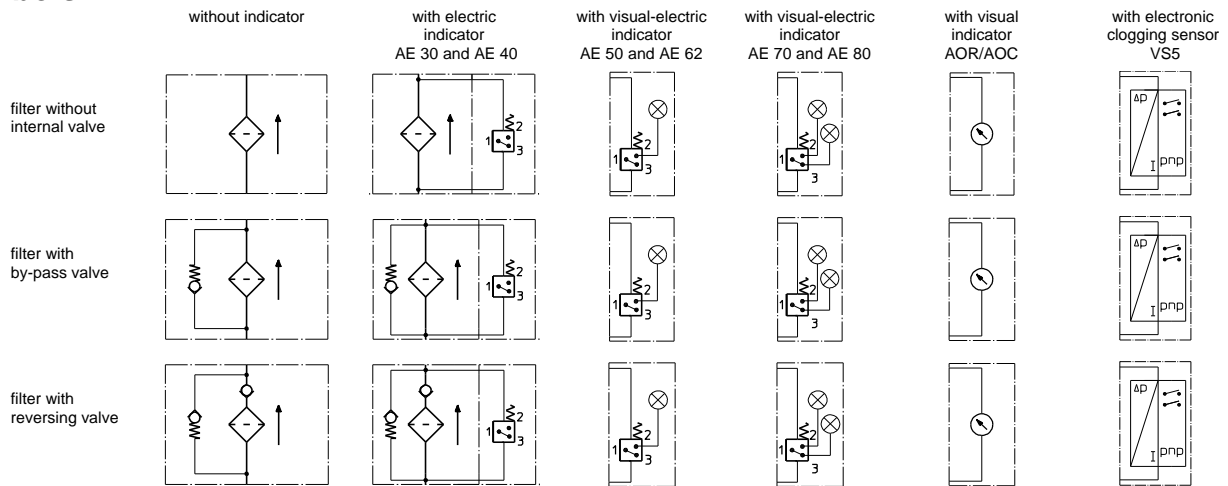 without indicator
with electric
indicator
AE 30 and AE 40
with visual-electric
indicator
AE 50 and AE 62
with visual-electric
indicator
AE 70 and AE 80
with visual
indicator
AOR/AOC
with electronic
clogging sensor
VS5
filter without
internal valve
1 2 3
1 2 3
1 2 3
Δp
I pnp
filter with
by-pass valve
1 2 3
1 2 3
1 2 3
Δp
I pnp
filter with
reversing valve
1 2 3
1 2 3
1 2 3
Δp
I pnp